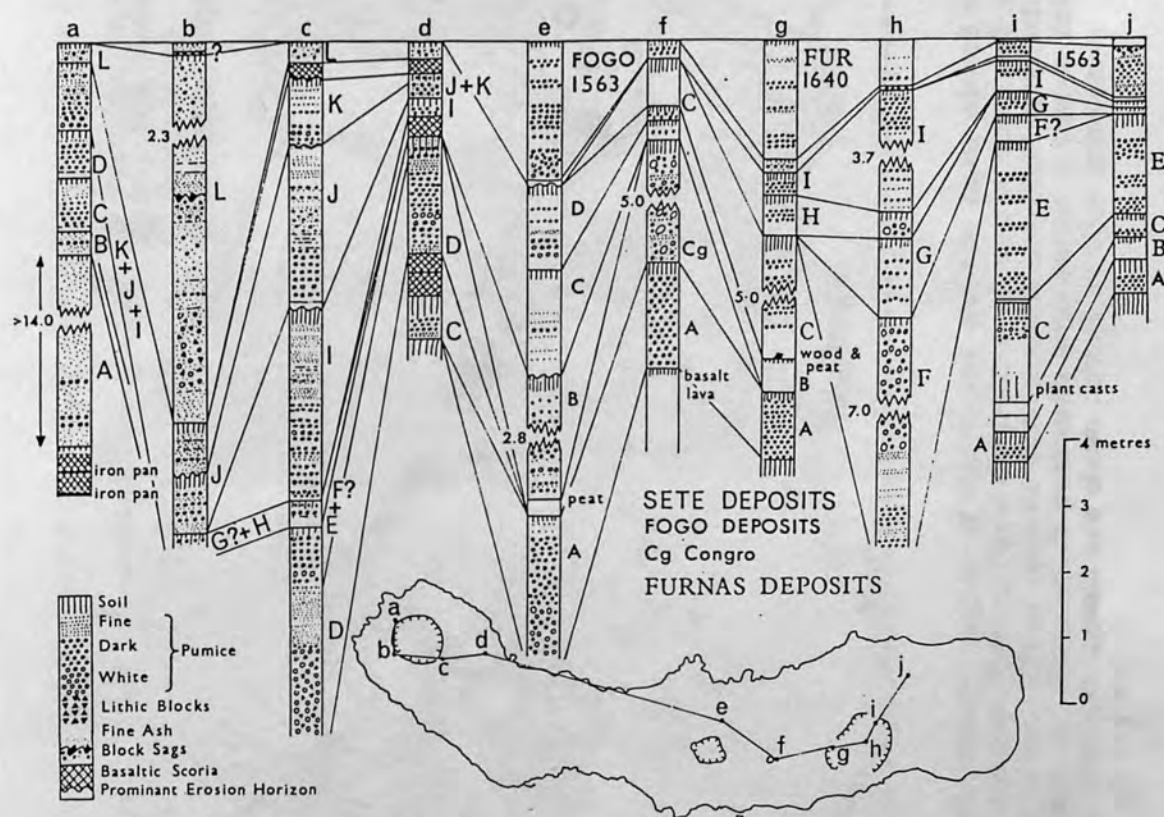 a b c d e f g h i j
L
D
C
B
>14.0
A
iron pan
iron pan
K + J + I
?
2.3
L
J
G?+ H
L
K
J
I
F? + E
D
J + K
I
D
C
FOGO
1563
D
C
B
2.8
peat
A
C
5.0
Cg
A
basalt
lava
FUR
1640
I
H
5.0
C
wood &
peat
B
A
I
3.7
G
F
7.0
I
G
F?
E
C
plant casts
A
1563
E
C
B
A
4 metres
3
2
1
0
SETE DEPOSITS
FOGO DEPOSITS
Cg Congro
FURNAS DEPOSITS
Soil
Fine
Dark
White
Pumice
Lithic Blocks
Fine Ash
Block Sags
Basaltic Scoria
Prominant Erosion Horizon
a
b
c
d
e
f
g
h
i
j